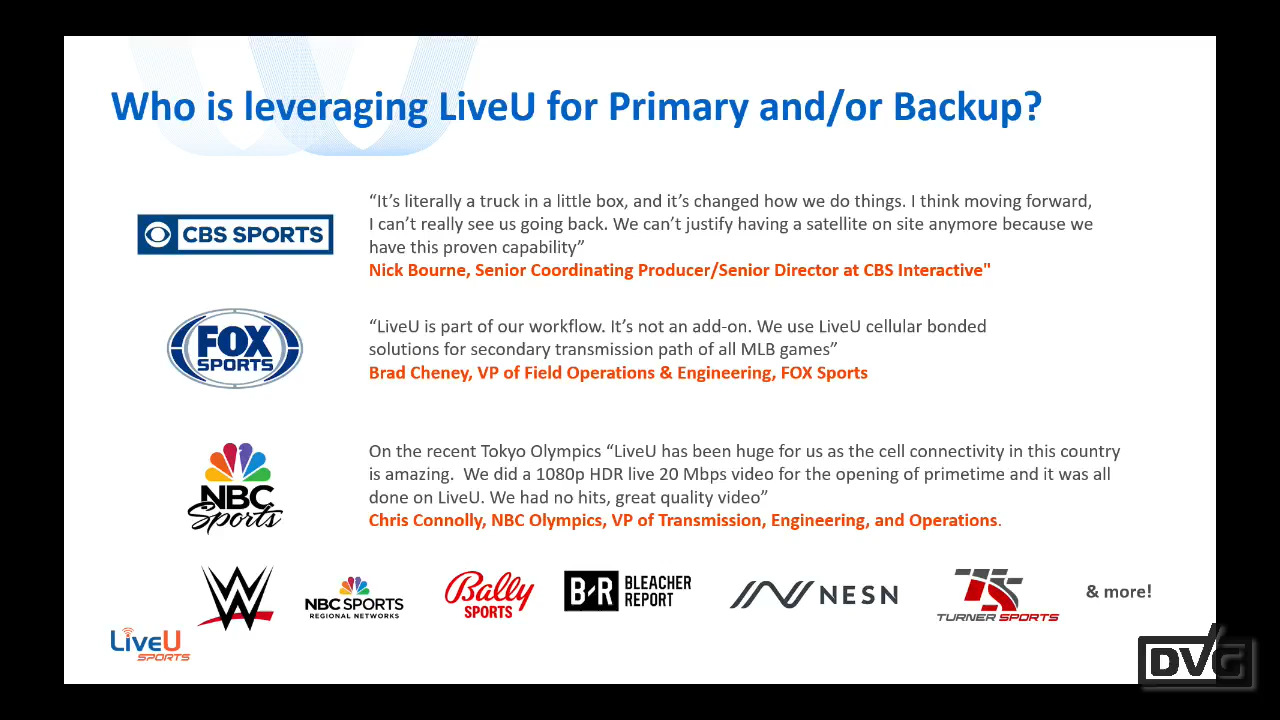 Who is leveraging LiveU for Primary and/or Backup?
CBS SPORTS
“It’s literally a truck in a little box, and it’s changed how we do things. I think moving forward,
I can’t really see us going back. We can’t justify having a satellite on site anymore because we
have this proven capability”
Nick Bourne, Senior Coordinating Producer/Senior Director at CBS Interactive"
FOX
SPORTS
“LiveU is part of our workflow. It’s not an add-on. We use LiveU cellular bonded
solutions for secondary transmission path of all MLB games”
Brad Cheney, VP of Field Operations & Engineering, FOX Sports
NBC
Sports
On the recent Tokyo Olympics “LiveU has been huge for us as the cell connectivity in this country
is amazing.  We did a 1080p HDR live 20 Mbps video for the opening of primetime and it was all
done on LiveU. We had no hits, great quality video”
Chris Connolly, NBC Olympics, VP of Transmission, Engineering, and Operations.
W
NBC SPORTS
REGIONAL NETWORKS
Bally
SPORTS
B-R BLEACHER
REPORT
NESN
TS
TURNER SPORTS
& more!
LiveU
SPORTS
DVG